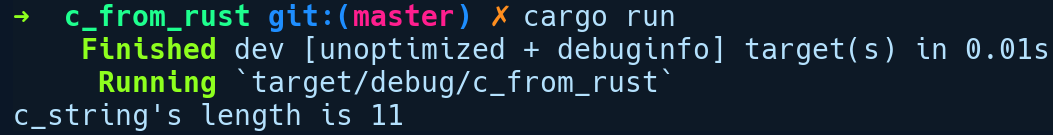 ➜  c_from_rust git:(master) ✗ cargo run
    Finished dev [unoptimized + debuginfo] target(s) in 0.01s
     Running `target/debug/c_from_rust`
c_string's length is 11